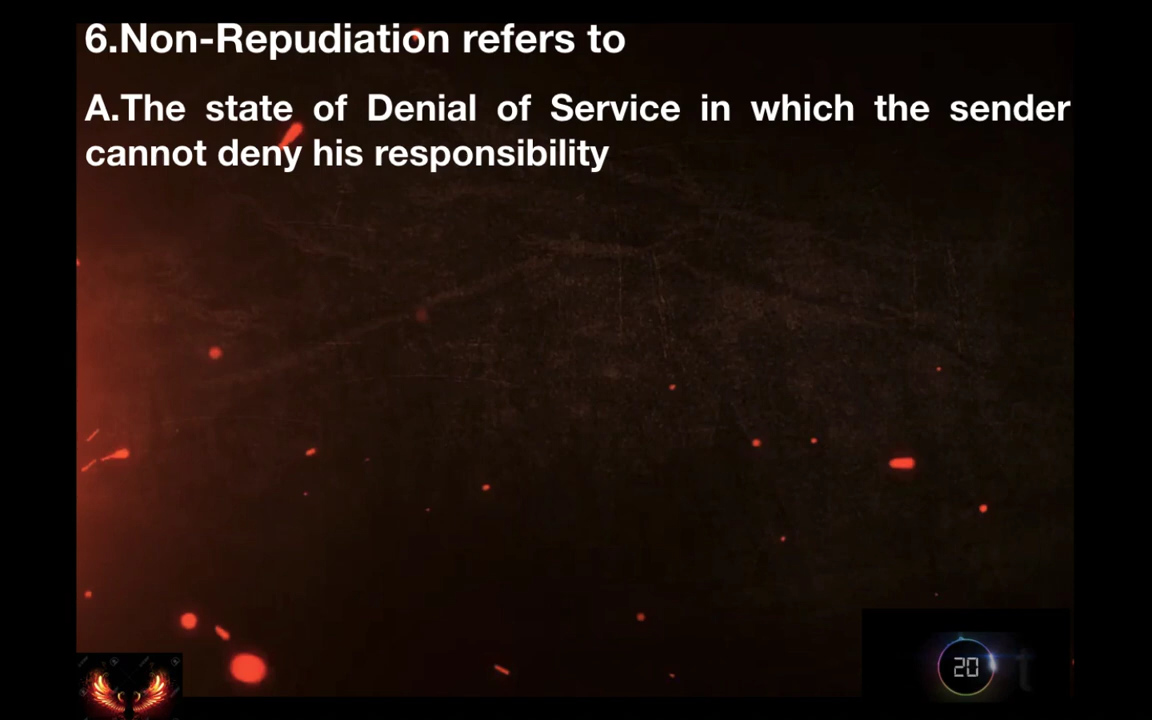 6.Non-Repudiation refers to
A.The state of Denial of Service in which the sender
cannot deny his responsibility
20